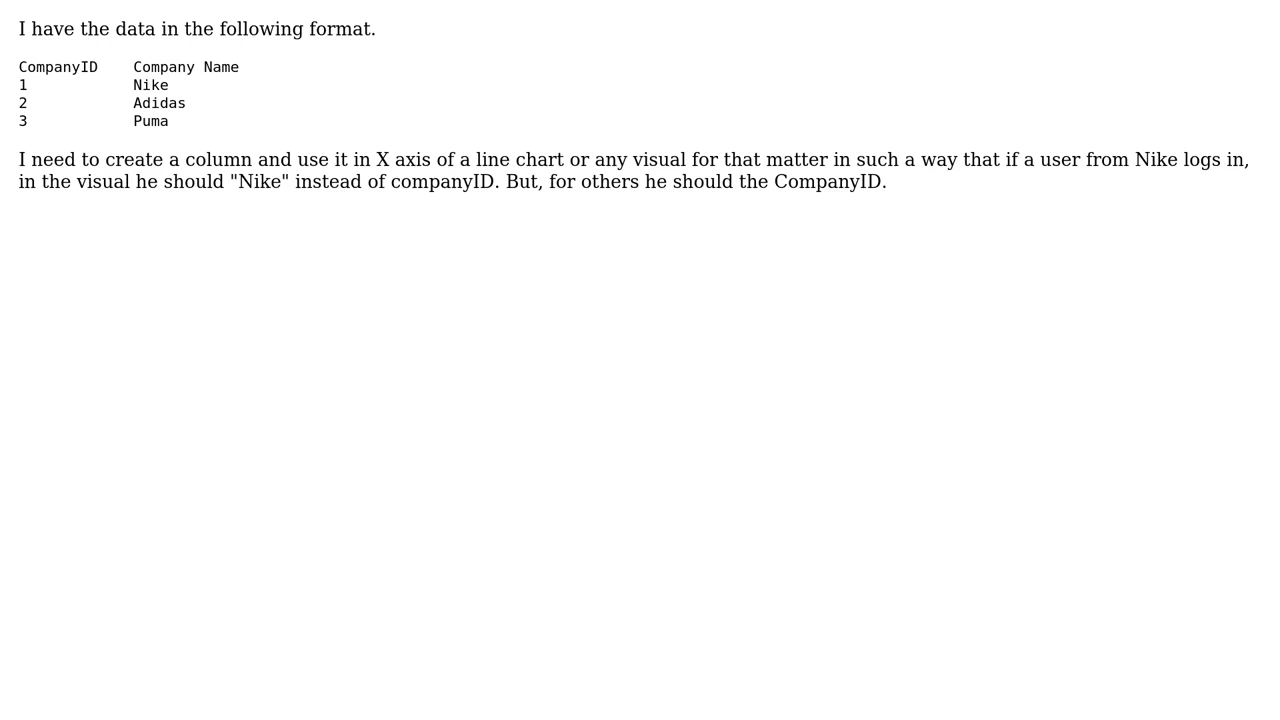 I have the data in the following format.
CompanyID    Company Name
1            Nike
2            Adidas
3            Puma
I need to create a column and use it in X axis of a line chart or any visual for that matter in such a way that if a user from Nike logs in,
in the visual he should "Nike" instead of companyID. But, for others he should the CompanyID.